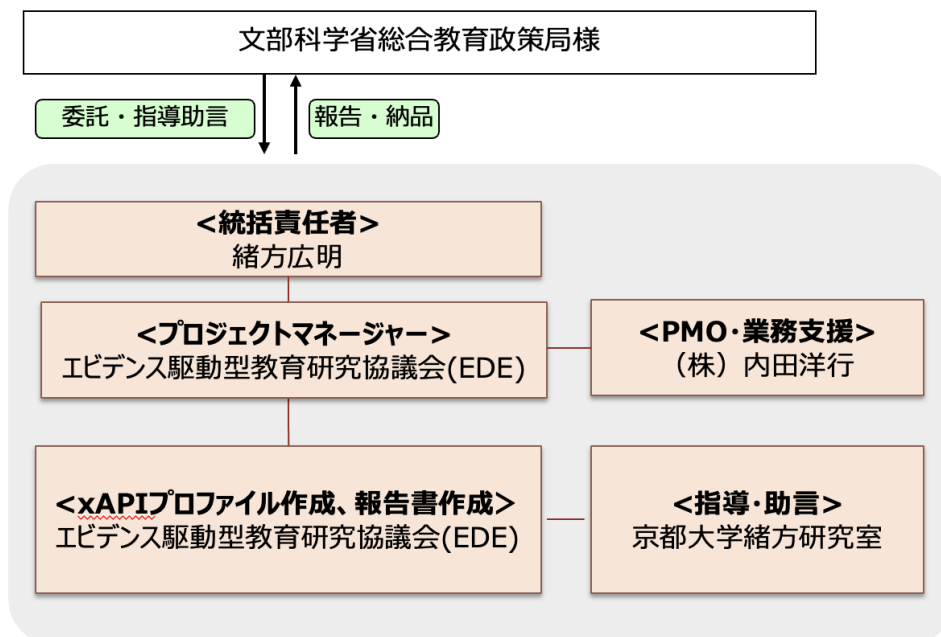 文部科学省総合教育政策局様
委託・指導助言
報告・納品
<統括責任者>
緒方広明
<プロジェクトマネージャー>
エビデンス駆動型教育研究協議会(EDE)
<PMO・業務支援>
（株）内田洋行
<xAPIプロファイル作成、報告書作成>
エビデンス駆動型教育研究協議会(EDE)
<指導・助言>
京都大学緒方研究室